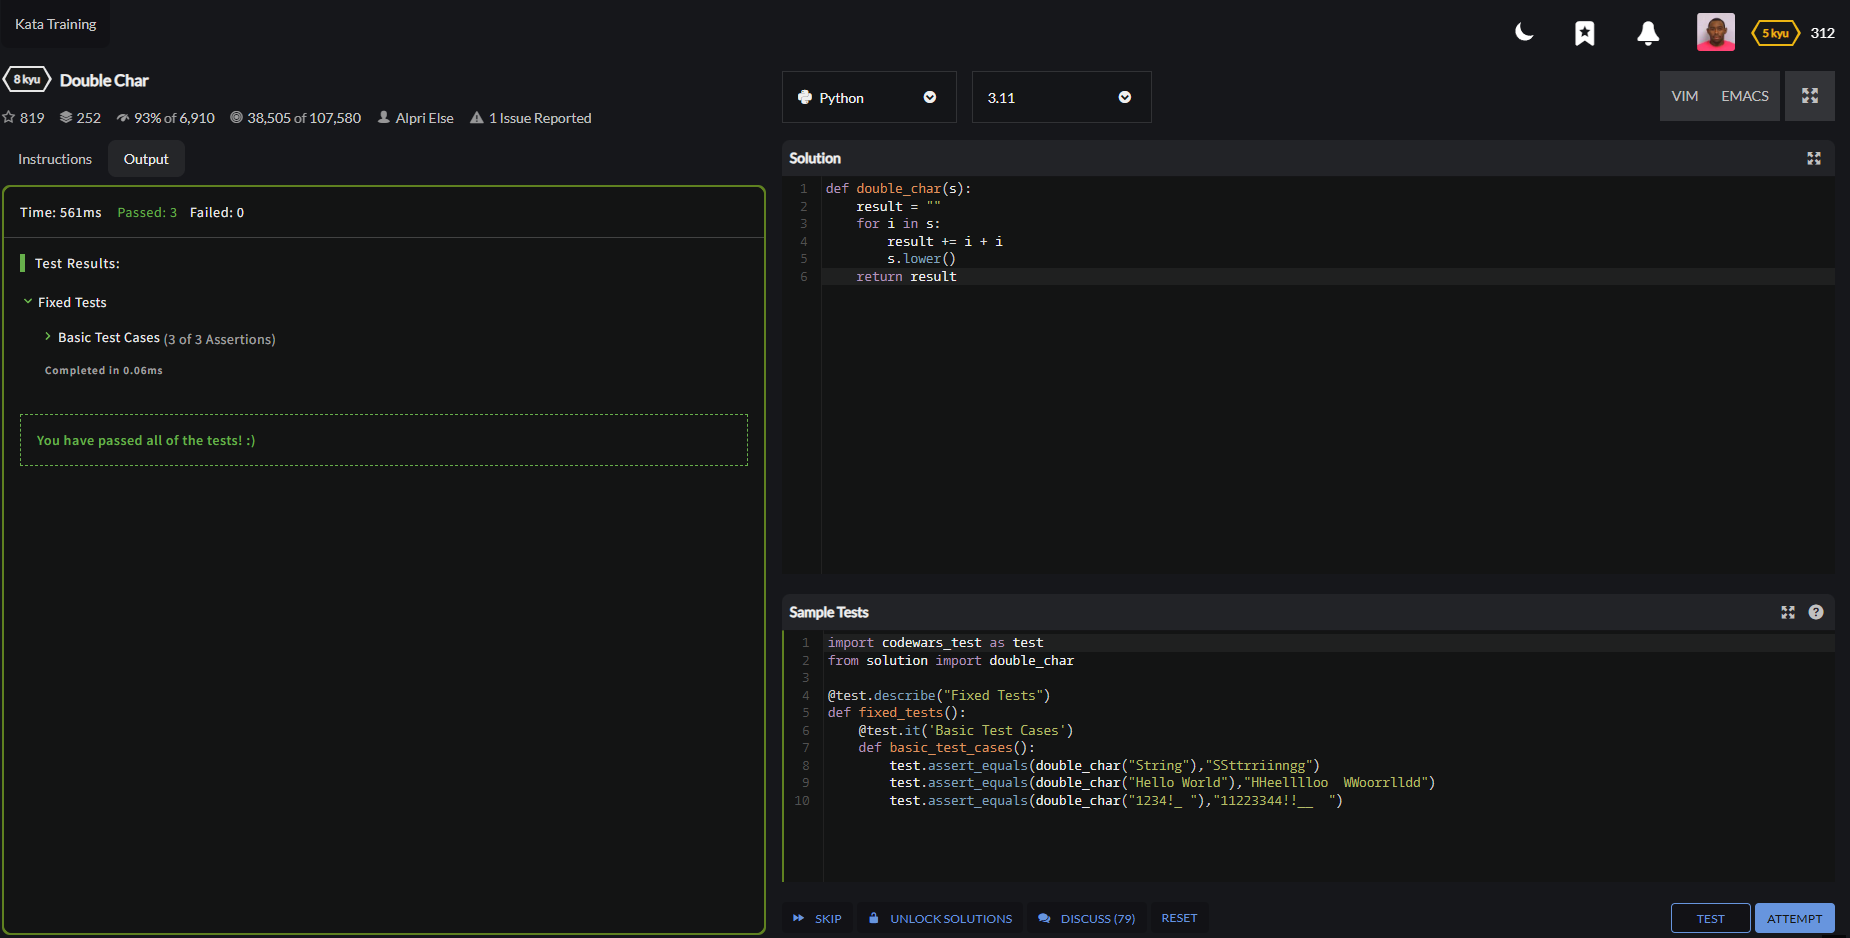 Kata Training
5 kyu 312
8 kyu Double Char
819 252 93% of 6,910 38,505 of 107,580 Alpri Else 1 Issue Reported
Instructions Output
Time: 561ms Passed: 3 Failed: 0
Test Results:
Fixed Tests
Basic Test Cases (3 of 3 Assertions)
Completed in 0.06ms
You have passed all of the tests! :)
Python 3.11 VIM EMACS
Solution
1 def double_char(s):
2     result = ""
3     for i in s:
4         result += i + i
5         s.lower()
6     return result
Sample Tests
1 import codewars_test as test
2 from solution import double_char
3
4 @test.describe("Fixed Tests")
5 def fixed_tests():
6     @test.it('Basic Test Cases')
7     def basic_test_cases():
8         test.assert_equals(double_char("String"),"SSttrriinngg")
9         test.assert_equals(double_char("Hello World"),"HHeelllloo  WWoorrlldd")
10         test.assert_equals(double_char("1234!_ "),"11223344!!__  ")
SKIP UNLOCK SOLUTIONS DISCUSS (79) RESET TEST ATTEMPT